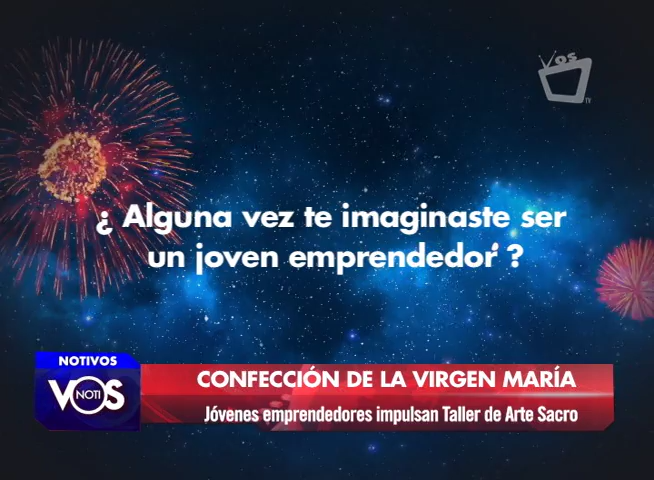 VOS
TV
¿ Alguna vez te imaginaste ser
un joven emprendedor ?
NOTIVOS
VOS
NOTI
CONFECCIÓN DE LA VIRGEN MARÍA
Jóvenes emprendedores impulsan Taller de Arte Sacro